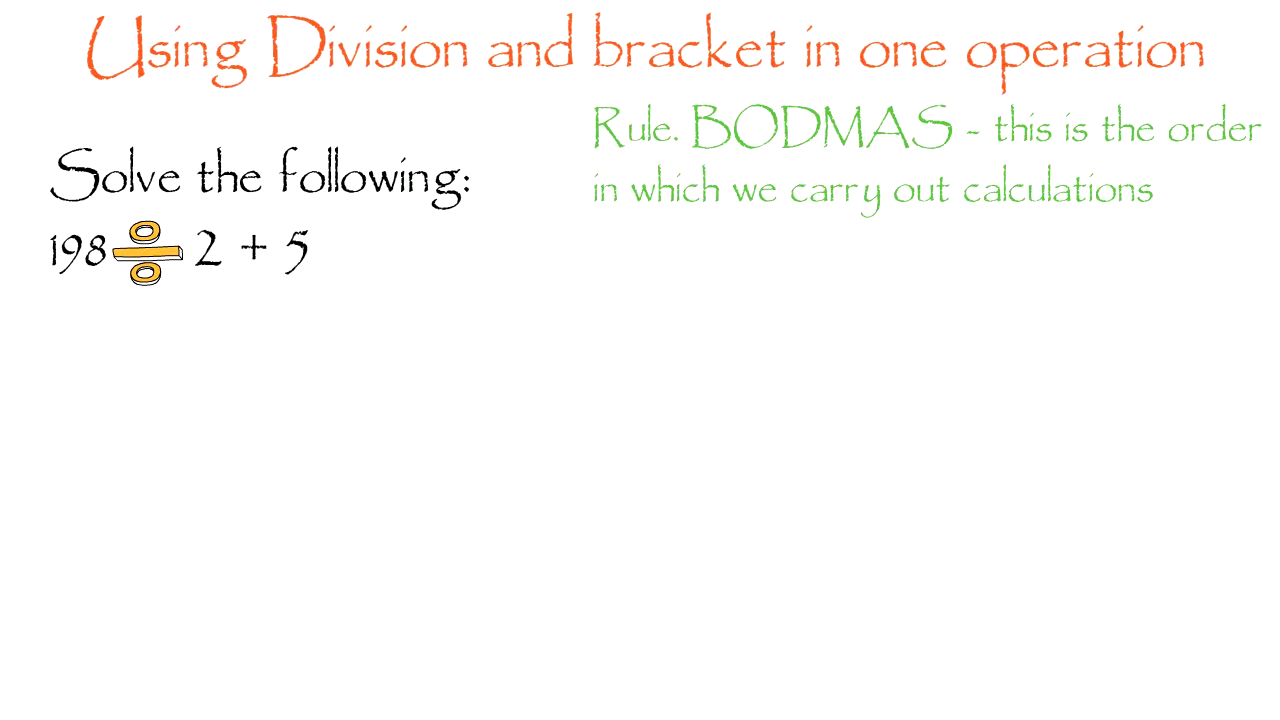 Using Division and bracket in one operation
Rule. BODMAS - this is the order
in which we carry out calculations
Solve the following:
198 ÷ 2 + 5